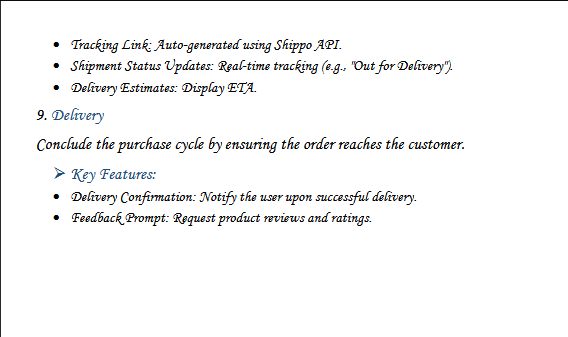 • Tracking Link: Auto-generated using Shippo API.
• Shipment Status Updates: Real-time tracking (e.g., "Out for Delivery").
• Delivery Estimates: Display ETA.
9. Delivery
Conclude the purchase cycle by ensuring the order reaches the customer.
➢ Key Features:
• Delivery Confirmation: Notify the user upon successful delivery.
• Feedback Prompt: Request product reviews and ratings.